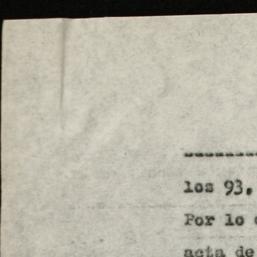 los 93.
Por lo
acta de